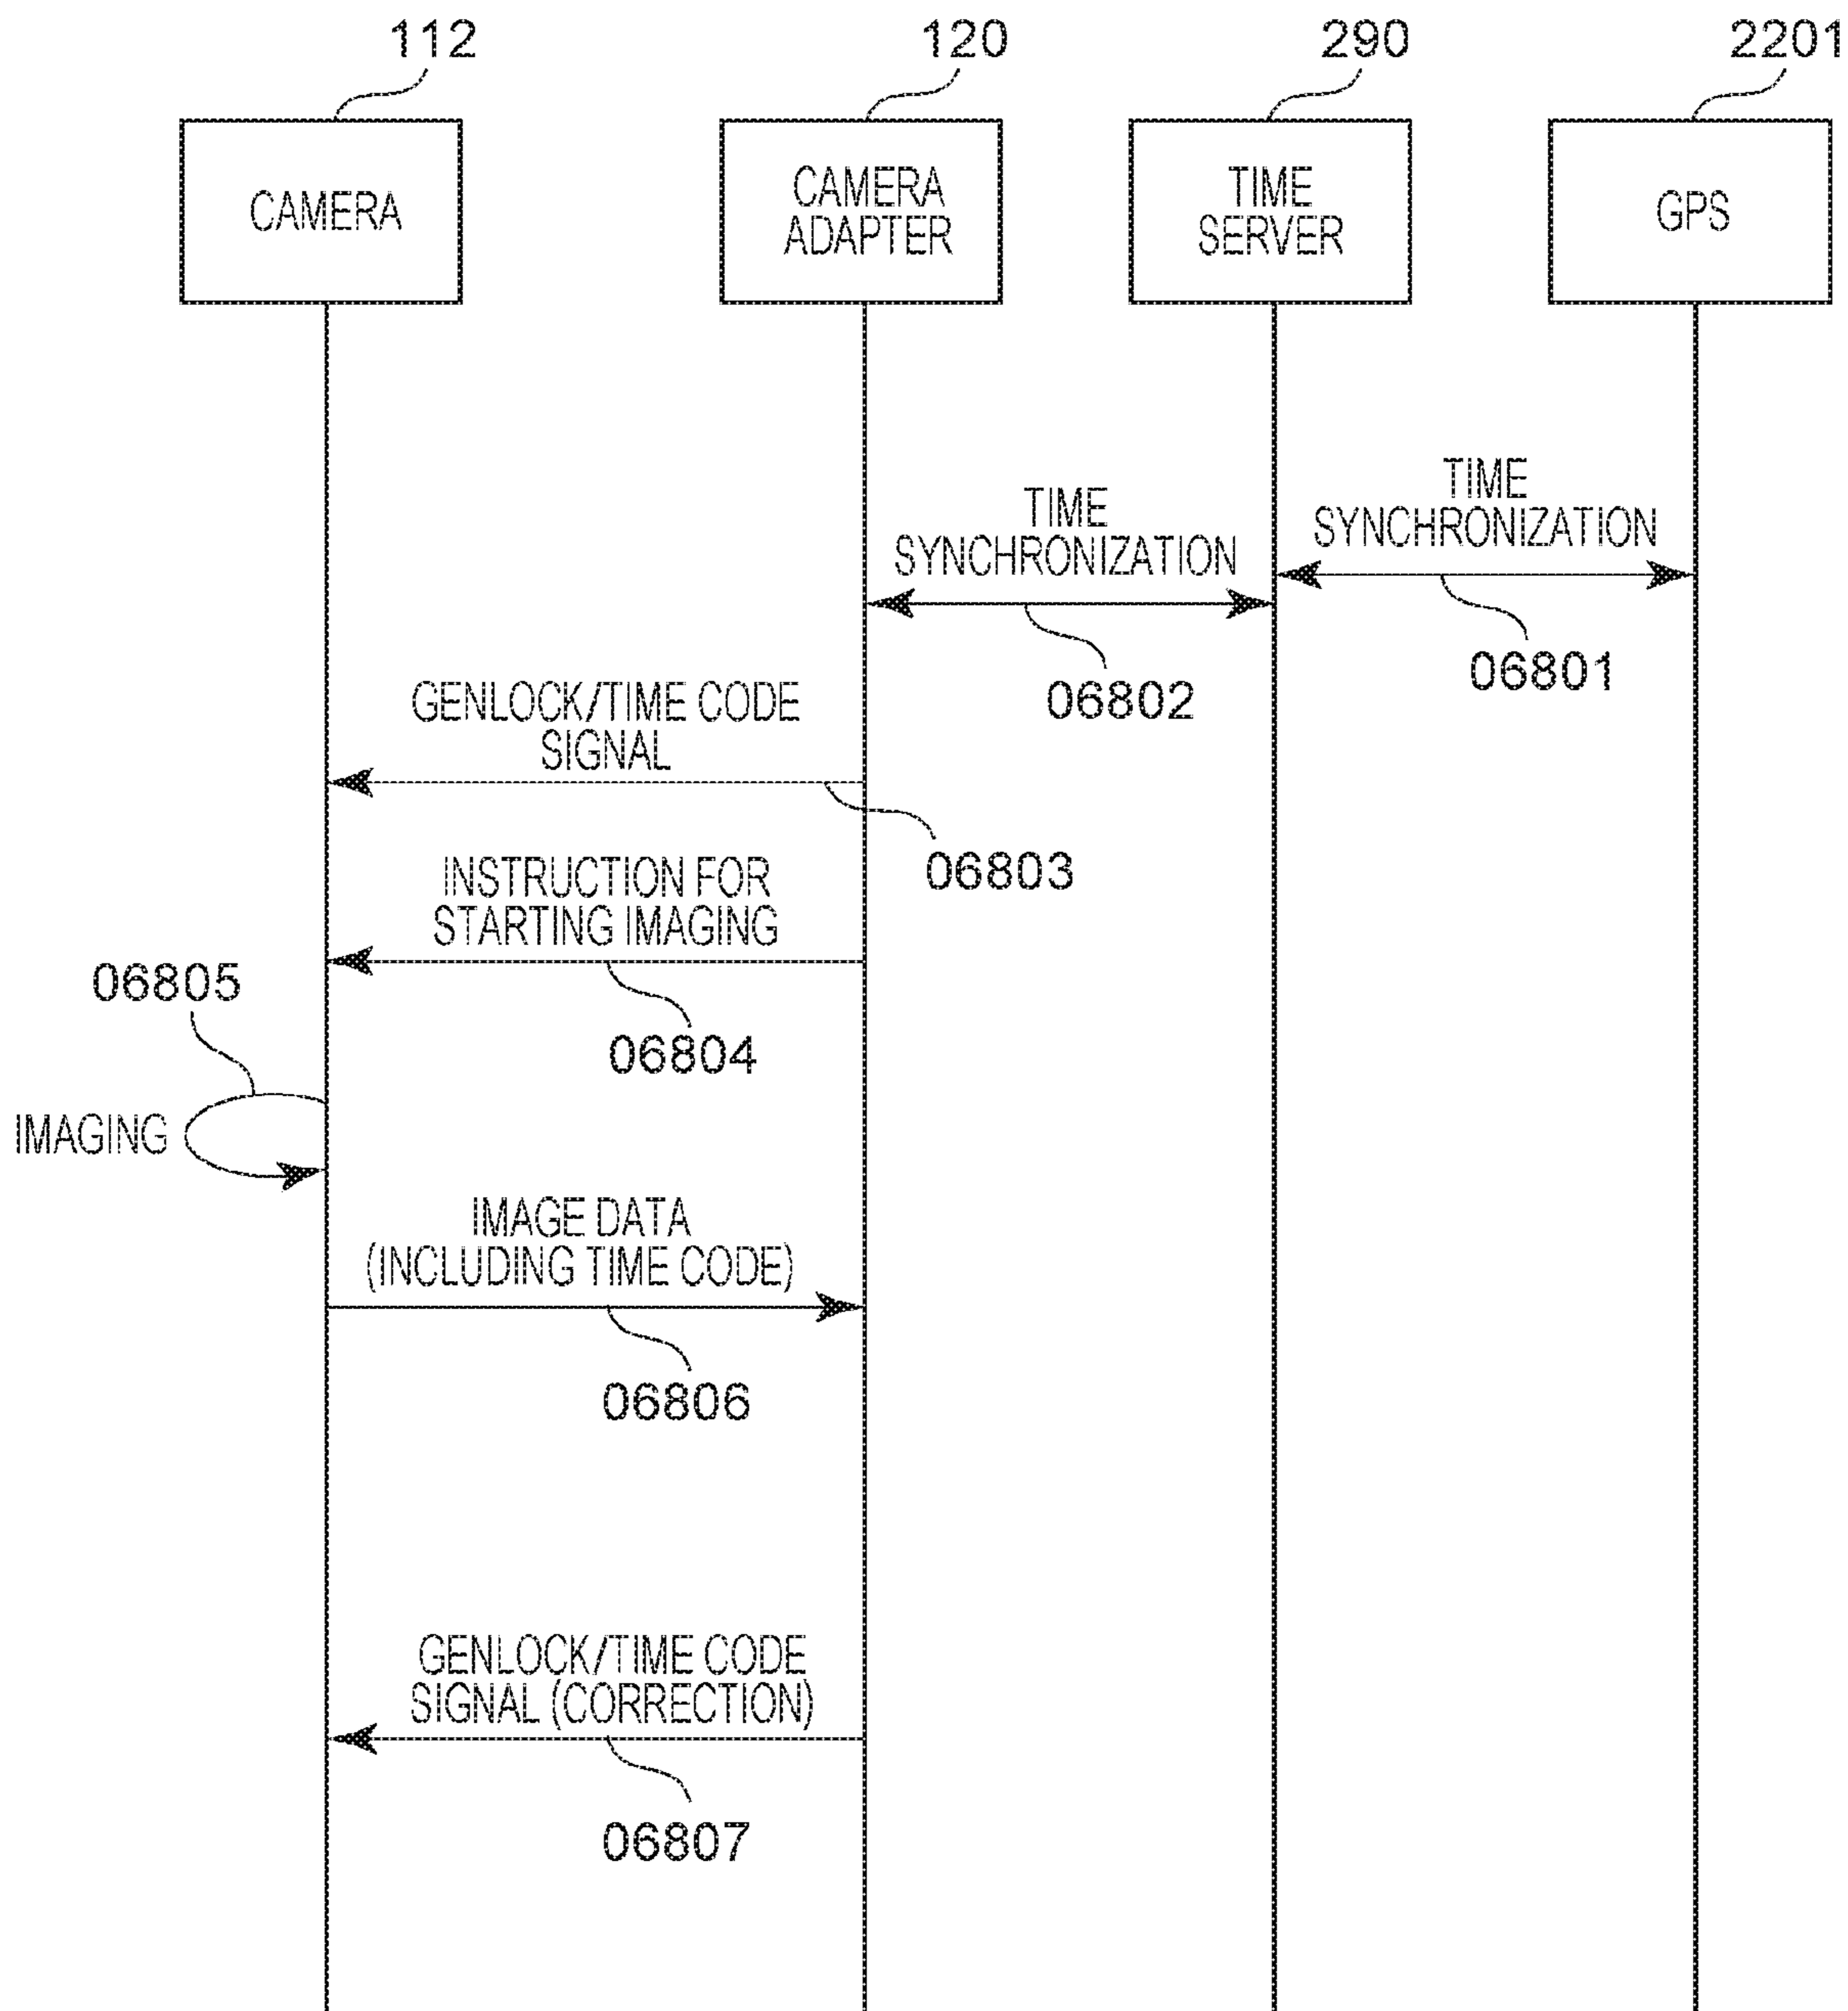 112
120
290
2201
CAMERA
CAMERA
ADAPTER
TIME
SERVER
GPS
TIME
SYNCHRONIZATION
06801
TIME
SYNCHRONIZATION
06802
GENLOCK/TIME CODE
SIGNAL
06803
INSTRUCTION FOR
STARTING IMAGING
06804
06805
IMAGING
IMAGE DATA
(INCLUDING TIME CODE)
06806
GENLOCK/TIME CODE
SIGNAL (CORRECTION)
06807